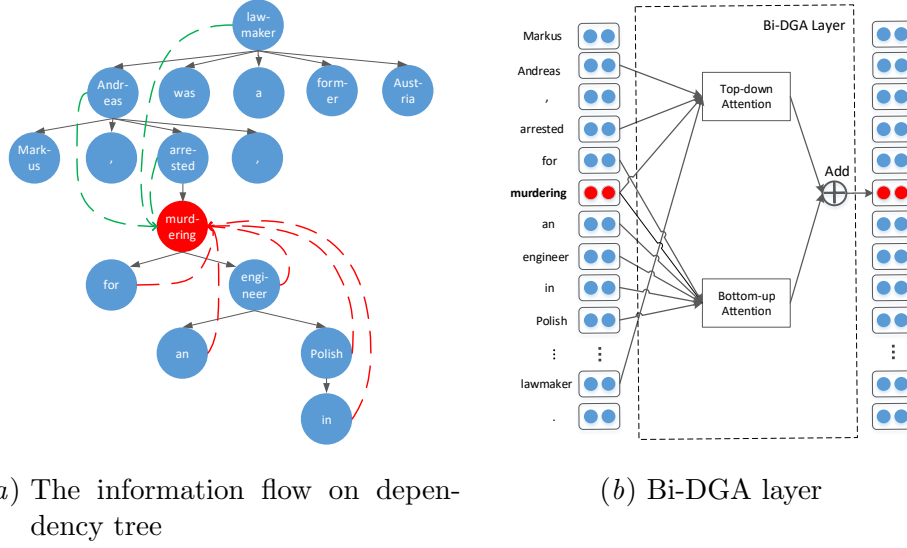 law-
maker
Andr-
eas
was
a
form-
er
Aust-
ria
Mark-
us
,
arre-
sted
,
murd-
ering
for
engi-
neer
an
Polish
in
a) The information flow on depen-
dency tree
Bi-DGA Layer
Markus
Andreas
,
arrested
for
murdering
an
engineer
in
Polish
...
lawmaker
.
Top-down
Attention
Bottom-up
Attention
Add
...
...
(b) Bi-DGA layer